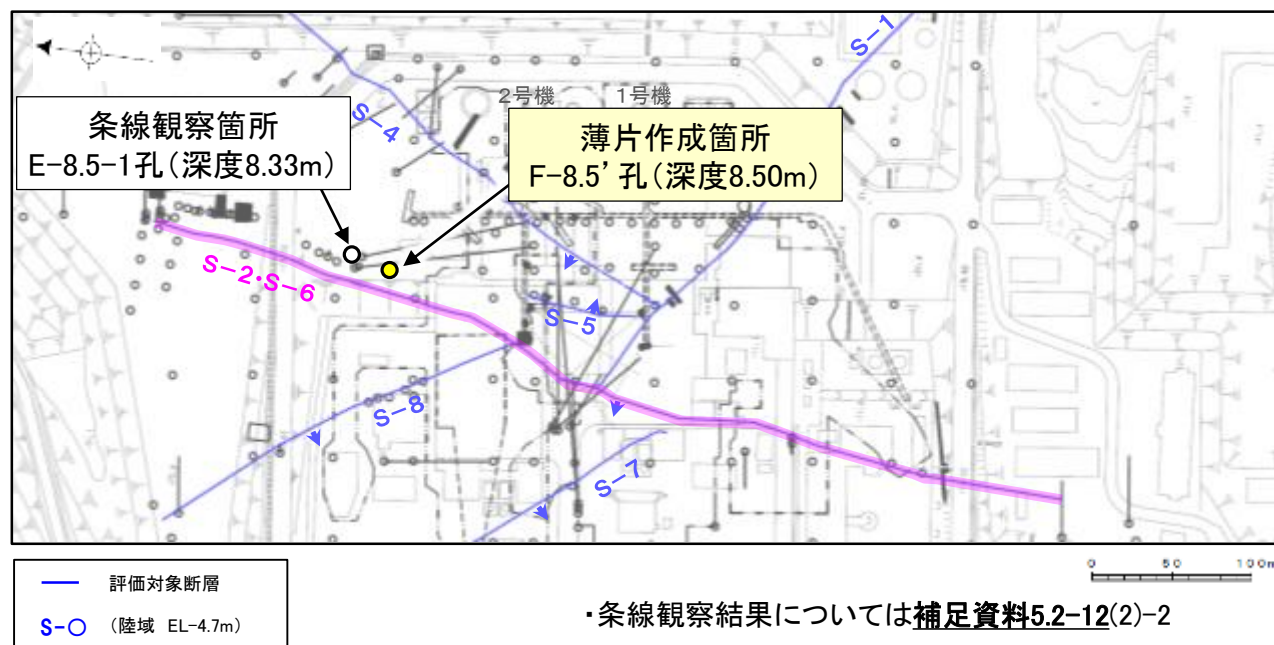 S-1
2号機
1号機
S-4
条線観察箇所
E-8.5-1孔(深度8.33m)
薄片作成箇所
F-8.5’孔(深度8.50m)
S-2・S-6
S-5
S-8
S-7
0 50 100m
評価対象断層
S-○ (陸域 EL-4.7m)
・条線観察結果については補足資料5.2-12(2)-2